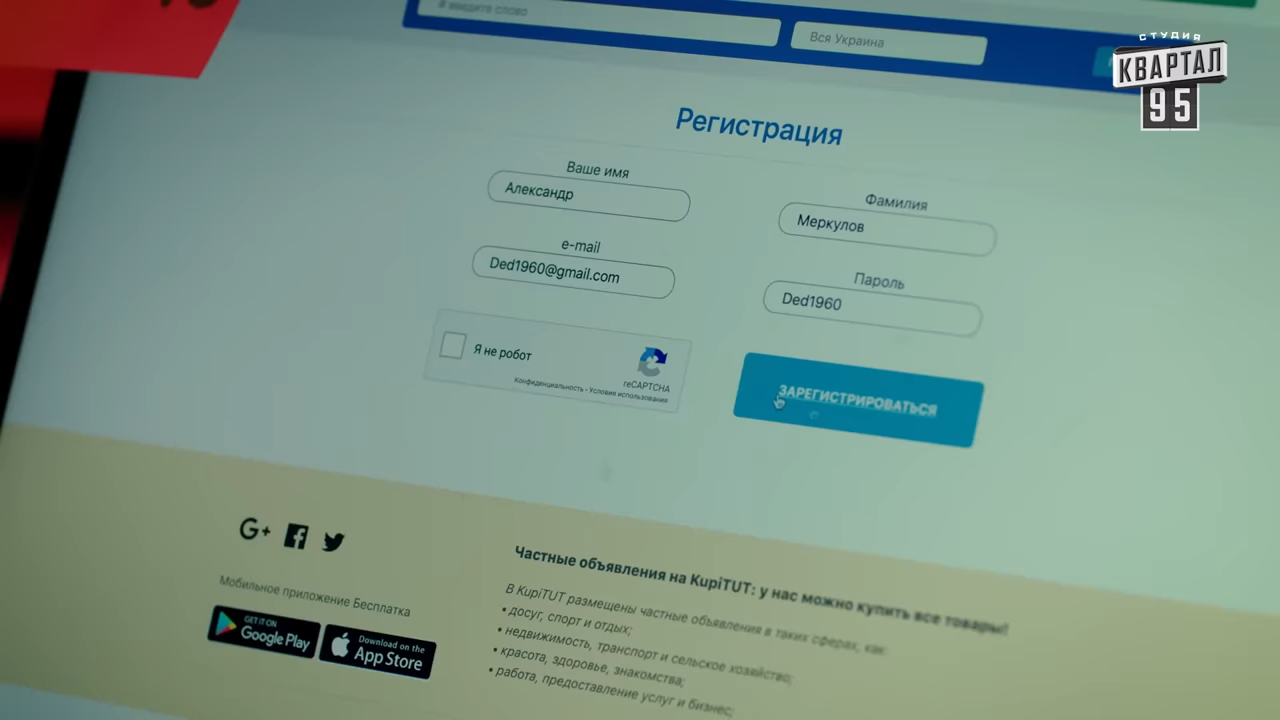 Я введите слово
Вся Украина
СТУДИЯ
КВАРТАЛ
95
Регистрация
Ваше имя
Александр
Фамилия
Меркулов
e-mail
Ded1960@gmail.com
Пароль
Ded1960
Я не робот
reCAPTCHA
Конфиденциальность - Условия использования
ЗАРЕГИСТРИРОВАТЬСЯ
G+
Мобильное приложение Бесплатка
GET IT ON
Google Play
Download on the
App Store
Частные объявления на KupiTUT: у нас можно купить все товары!
В KupiTUT размещены частные объявления в таких сферах, как:
• досуг, спорт и отдых;
• недвижимость, транспорт и сельское хозяйство;
• красота, здоровье, знакомства;
• работа, предоставление услуг и бизнес;